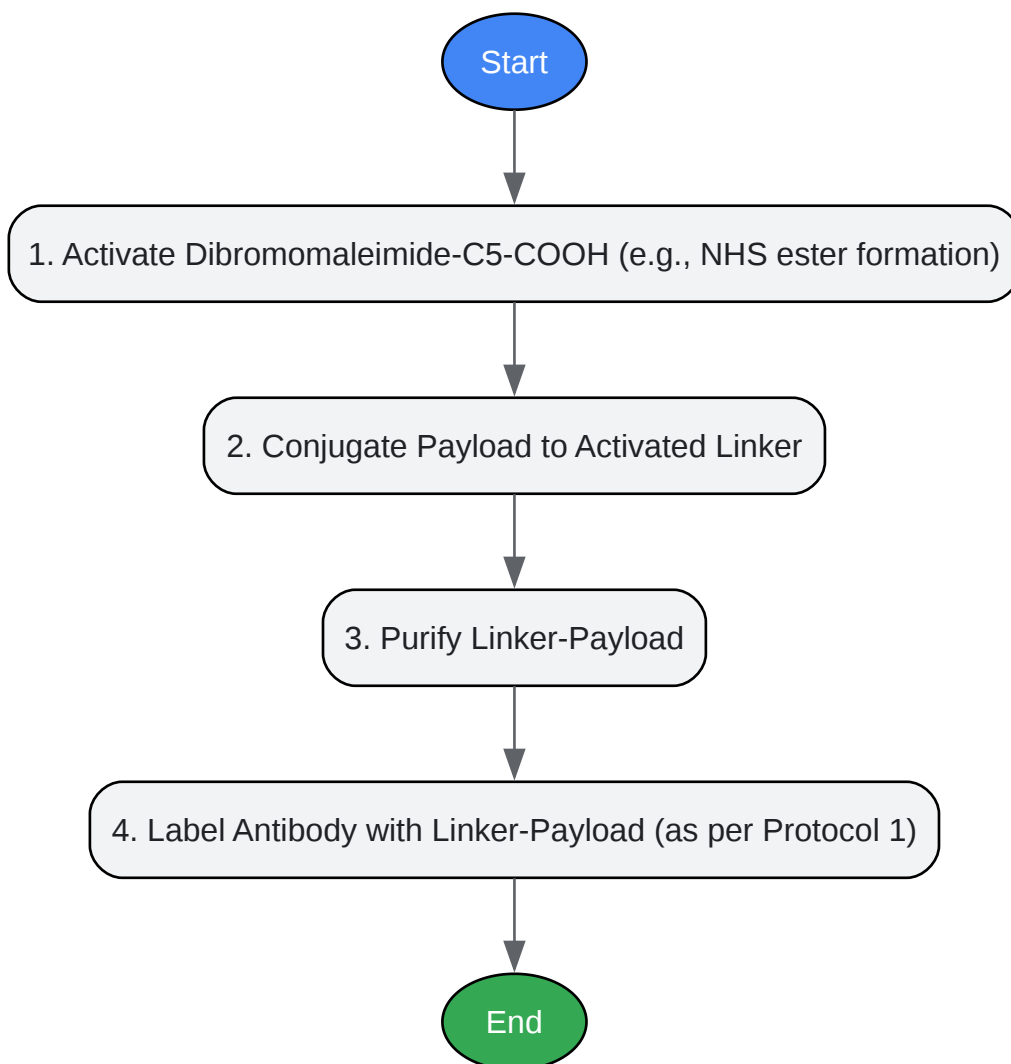 Start
1. Activate Dibromomaleimide-C5-COOH (e.g., NHS ester formation)
2. Conjugate Payload to Activated Linker
3. Purify Linker-Payload
4. Label Antibody with Linker-Payload (as per Protocol 1)
End